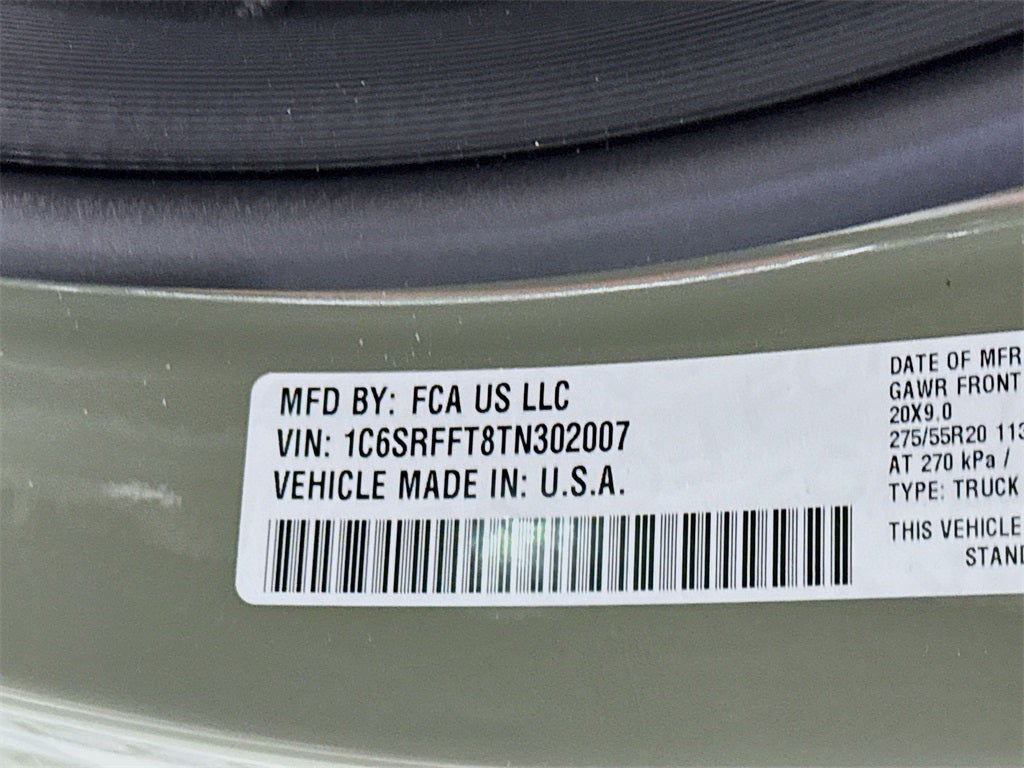 MFD BY: FCA US LLC
VIN: 1C6SRFFT8TN302007
VEHICLE MADE IN: U.S.A.
DATE OF MFR
GAWR FRONT
20X9.0
275/55R20 113
AT 270 kPa /
TYPE: TRUCK
THIS VEHICLE
STAND